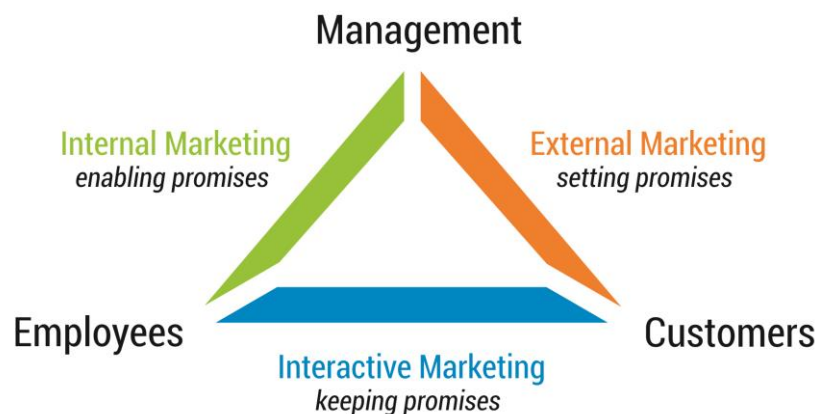 Management
Internal Marketing
enabling promises
External Marketing
setting promises
Employees
Customers
Interactive Marketing
keeping promises